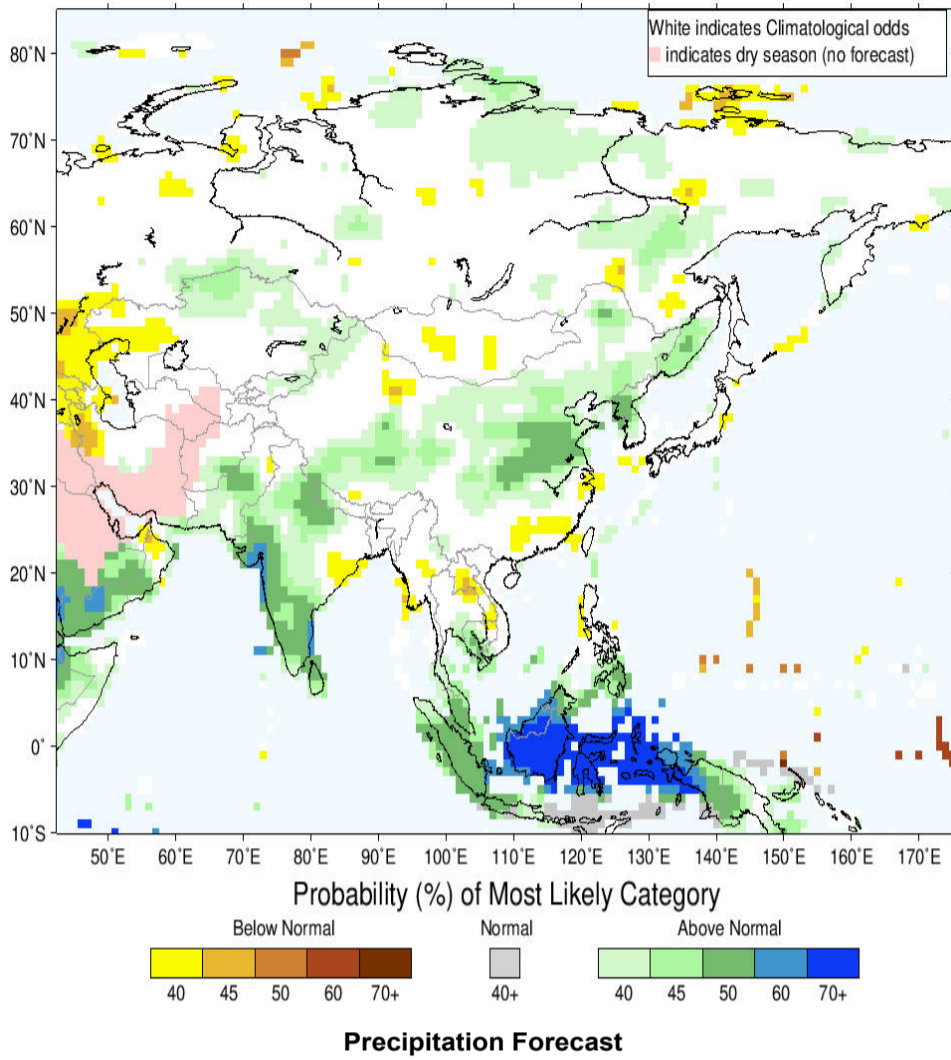 White indicates Climatological odds
indicates dry season (no forecast)
80˚N
70˚N
60˚N
50˚N
40˚N
30˚N
20˚N
10˚N
0˚
10˚S
50˚E 60˚E 70˚E 80˚E 90˚E 100˚E 110˚E 120˚E 130˚E 140˚E 150˚E 160˚E 170˚E
Probability (%) of Most Likely Category
Below Normal Normal Above Normal
40 45 50 60 70+ 40+ 40 45 50 60 70+
Precipitation Forecast